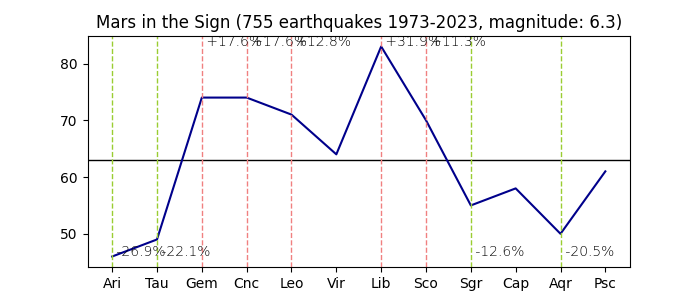 Mars in the Sign (755 earthquakes 1973-2023, magnitude: 6.3)
+17.6% +17.6% +12.8% +31.9% +11.3%
80
70
60
50
-26.9% -22.1% -12.6% -20.5%
Ari Tau Gem Cnc Leo Vir Lib Sco Sgr Cap Aqr Psc